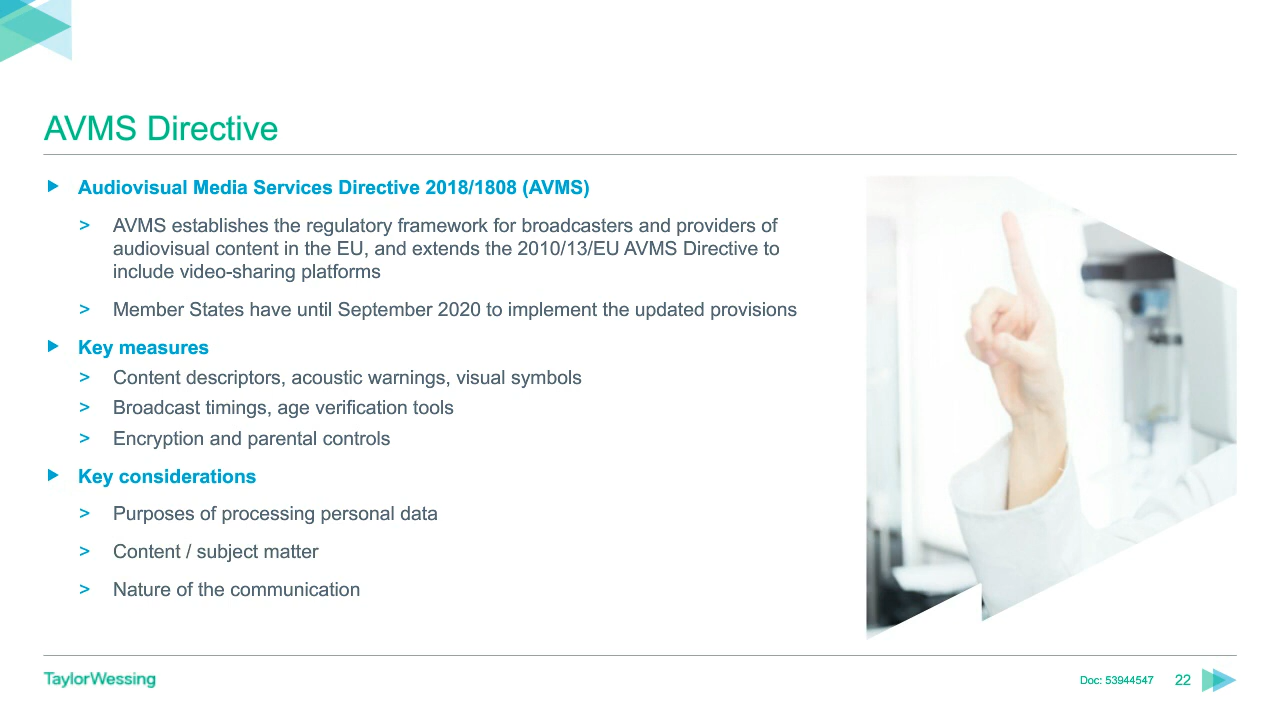 AVMS Directive
Audiovisual Media Services Directive 2018/1808 (AVMS)
> AVMS establishes the regulatory framework for broadcasters and providers of
audiovisual content in the EU, and extends the 2010/13/EU AVMS Directive to
include video-sharing platforms
> Member States have until September 2020 to implement the updated provisions
Key measures
> Content descriptors, acoustic warnings, visual symbols
> Broadcast timings, age verification tools
> Encryption and parental controls
Key considerations
> Purposes of processing personal data
> Content / subject matter
> Nature of the communication
TaylorWessing
Doc: 53944547 22